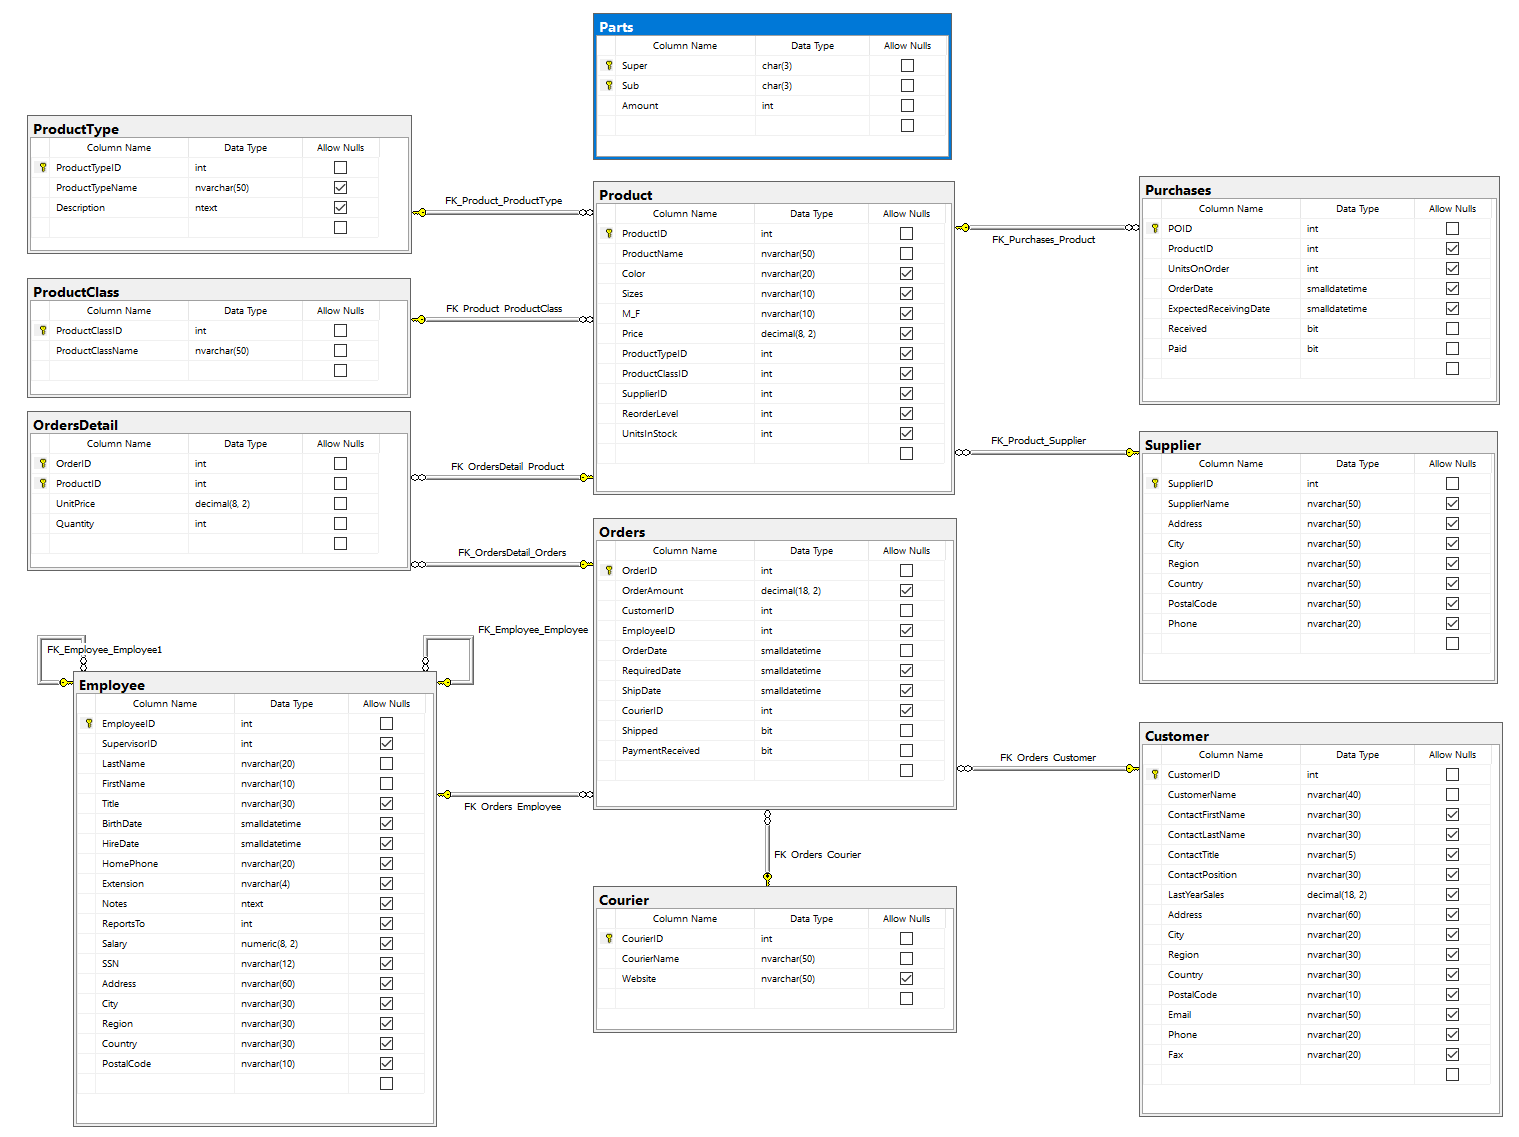 Parts
Column Name Data Type Allow Nulls
Super char(3)
Sub char(3)
Amount int
ProductType
Column Name Data Type Allow Nulls
ProductTypeID int
ProductTypeName nvarchar(50)
Description ntext
FK_Product_ProductType
Product
Column Name Data Type Allow Nulls
ProductID int
ProductName nvarchar(50)
Color nvarchar(20)
Sizes nvarchar(10)
M_F nvarchar(10)
Price decimal(8, 2)
ProductTypeID int
ProductClassID int
SupplierID int
ReorderLevel int
UnitsInStock int
FK_Purchases_Product
Purchases
Column Name Data Type Allow Nulls
POID int
ProductID int
UnitsOnOrder int
OrderDate smalldatetime
ExpectedReceivingDate smalldatetime
Received bit
Paid bit
ProductClass
Column Name Data Type Allow Nulls
ProductClassID int
ProductClassName nvarchar(50)
FK_Product_ProductClass
OrdersDetail
Column Name Data Type Allow Nulls
OrderID int
ProductID int
UnitPrice decimal(8, 2)
Quantity int
FK_OrdersDetail_Product
FK_Product_Supplier
Supplier
Column Name Data Type Allow Nulls
SupplierID int
SupplierName nvarchar(50)
Address nvarchar(50)
City nvarchar(50)
Region nvarchar(50)
Country nvarchar(50)
PostalCode nvarchar(50)
Phone nvarchar(20)
FK_OrdersDetail_Orders
Orders
Column Name Data Type Allow Nulls
OrderID int
OrderAmount decimal(18, 2)
CustomerID int
EmployeeID int
OrderDate smalldatetime
RequiredDate smalldatetime
ShipDate smalldatetime
CourierID int
Shipped bit
PaymentReceived bit
FK_Employee_Employee
FK_Employee_Employee1
Employee
Column Name Data Type Allow Nulls
EmployeeID int
SupervisorID int
LastName nvarchar(20)
FirstName nvarchar(10)
Title nvarchar(30)
BirthDate smalldatetime
HireDate smalldatetime
HomePhone nvarchar(20)
Extension nvarchar(4)
Notes ntext
ReportsTo int
Salary numeric(8, 2)
SSN nvarchar(12)
Address nvarchar(60)
City nvarchar(30)
Region nvarchar(30)
Country nvarchar(30)
PostalCode nvarchar(10)
FK_Orders_Employee
FK_Orders_Customer
FK_Orders_Courier
Courier
Column Name Data Type Allow Nulls
CourierID int
CourierName nvarchar(50)
Website nvarchar(50)
Customer
Column Name Data Type Allow Nulls
CustomerID int
CustomerName nvarchar(40)
ContactFirstName nvarchar(30)
ContactLastName nvarchar(30)
ContactTitle nvarchar(5)
ContactPosition nvarchar(30)
LastYearSales decimal(18, 2)
Address nvarchar(60)
City nvarchar(20)
Region nvarchar(30)
Country nvarchar(30)
PostalCode nvarchar(10)
Email nvarchar(50)
Phone nvarchar(20)
Fax nvarchar(20)